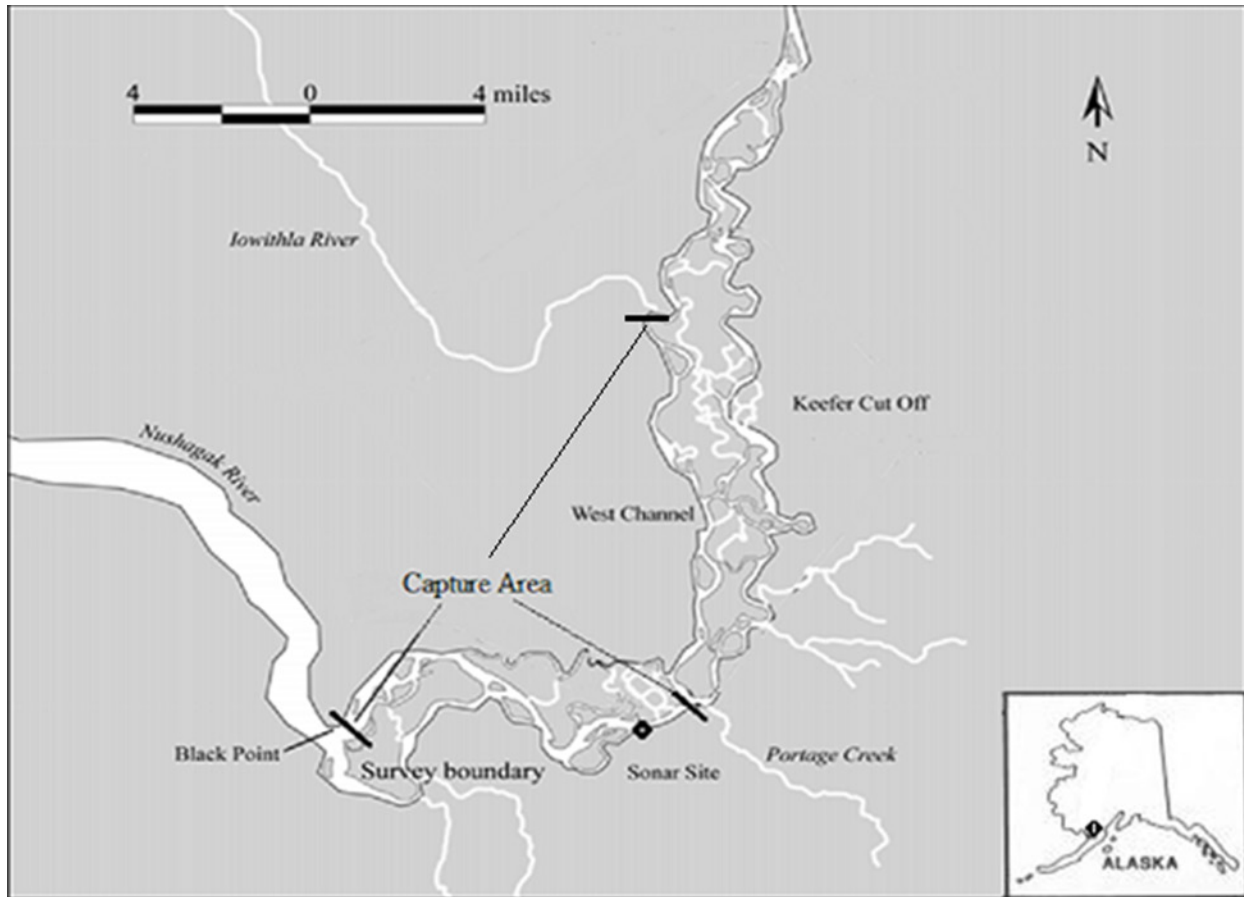 4 0 4 miles
N
Iowithla River
Keefer Cut Off
Nushagak River
West Channel
Capture Area
Black Point
Survey boundary
Sonar Site
Portage Creek
ALASKA